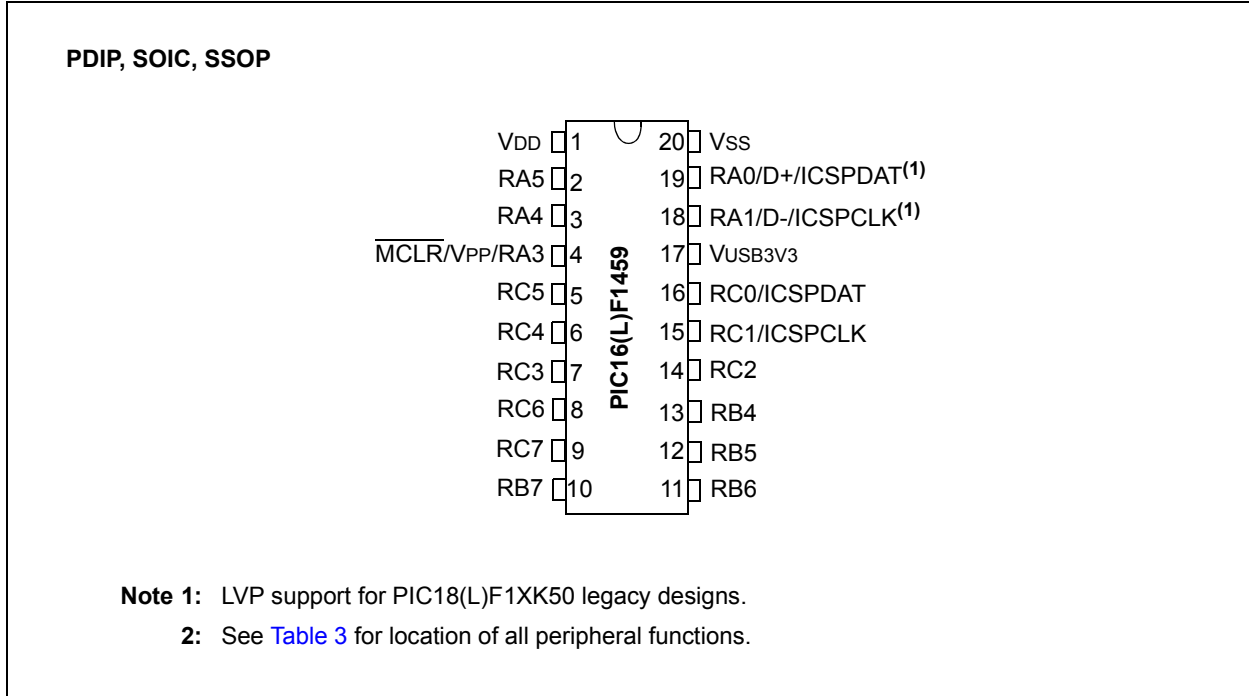 PDIP, SOIC, SSOP
VDD 1 20 VSS
RA5 2 19 RA0/D+/ICSPDAT(1)
RA4 3 18 RA1/D-/ICSPCLK(1)
MCLR/VPP/RA3 4 17 VUSB3V3
RC5 5 16 RC0/ICSPDAT
RC4 6 15 RC1/ICSPCLK
RC3 7 14 RC2
RC6 8 13 RB4
RC7 9 12 RB5
RB7 10 11 RB6
PIC16(L)F1459
Note 1: LVP support for PIC18(L)F1XK50 legacy designs.
2: See Table 3 for location of all peripheral functions.